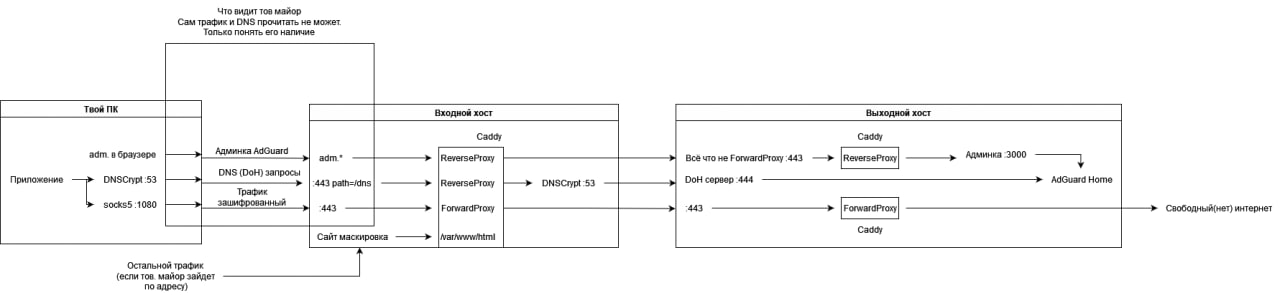 Что видит тов майор
Сам трафик и DNS прочитать не может.
Только понять его наличие
Твой ПК
adm. в браузере
Приложение
DNSCrypt :53
socks5 :1080
Админка AdGuard
DNS (DoH) запросы
Трафик
зашифрованный
Входной хост
Caddy
adm.*
ReverseProxy
:443 path=/dns
ReverseProxy
DNSCrypt :53
:443
ForwardProxy
Сайт маскировка
/var/www/html
Остальной трафик
(если тов. майор зайдет
по адресу)
Выходной хост
Caddy
Всё что не ForwardProxy :443
ReverseProxy
Админка :3000
DoH сервер :444
AdGuard Home
:443
ForwardProxy
Caddy
Свободный(нет) интернет